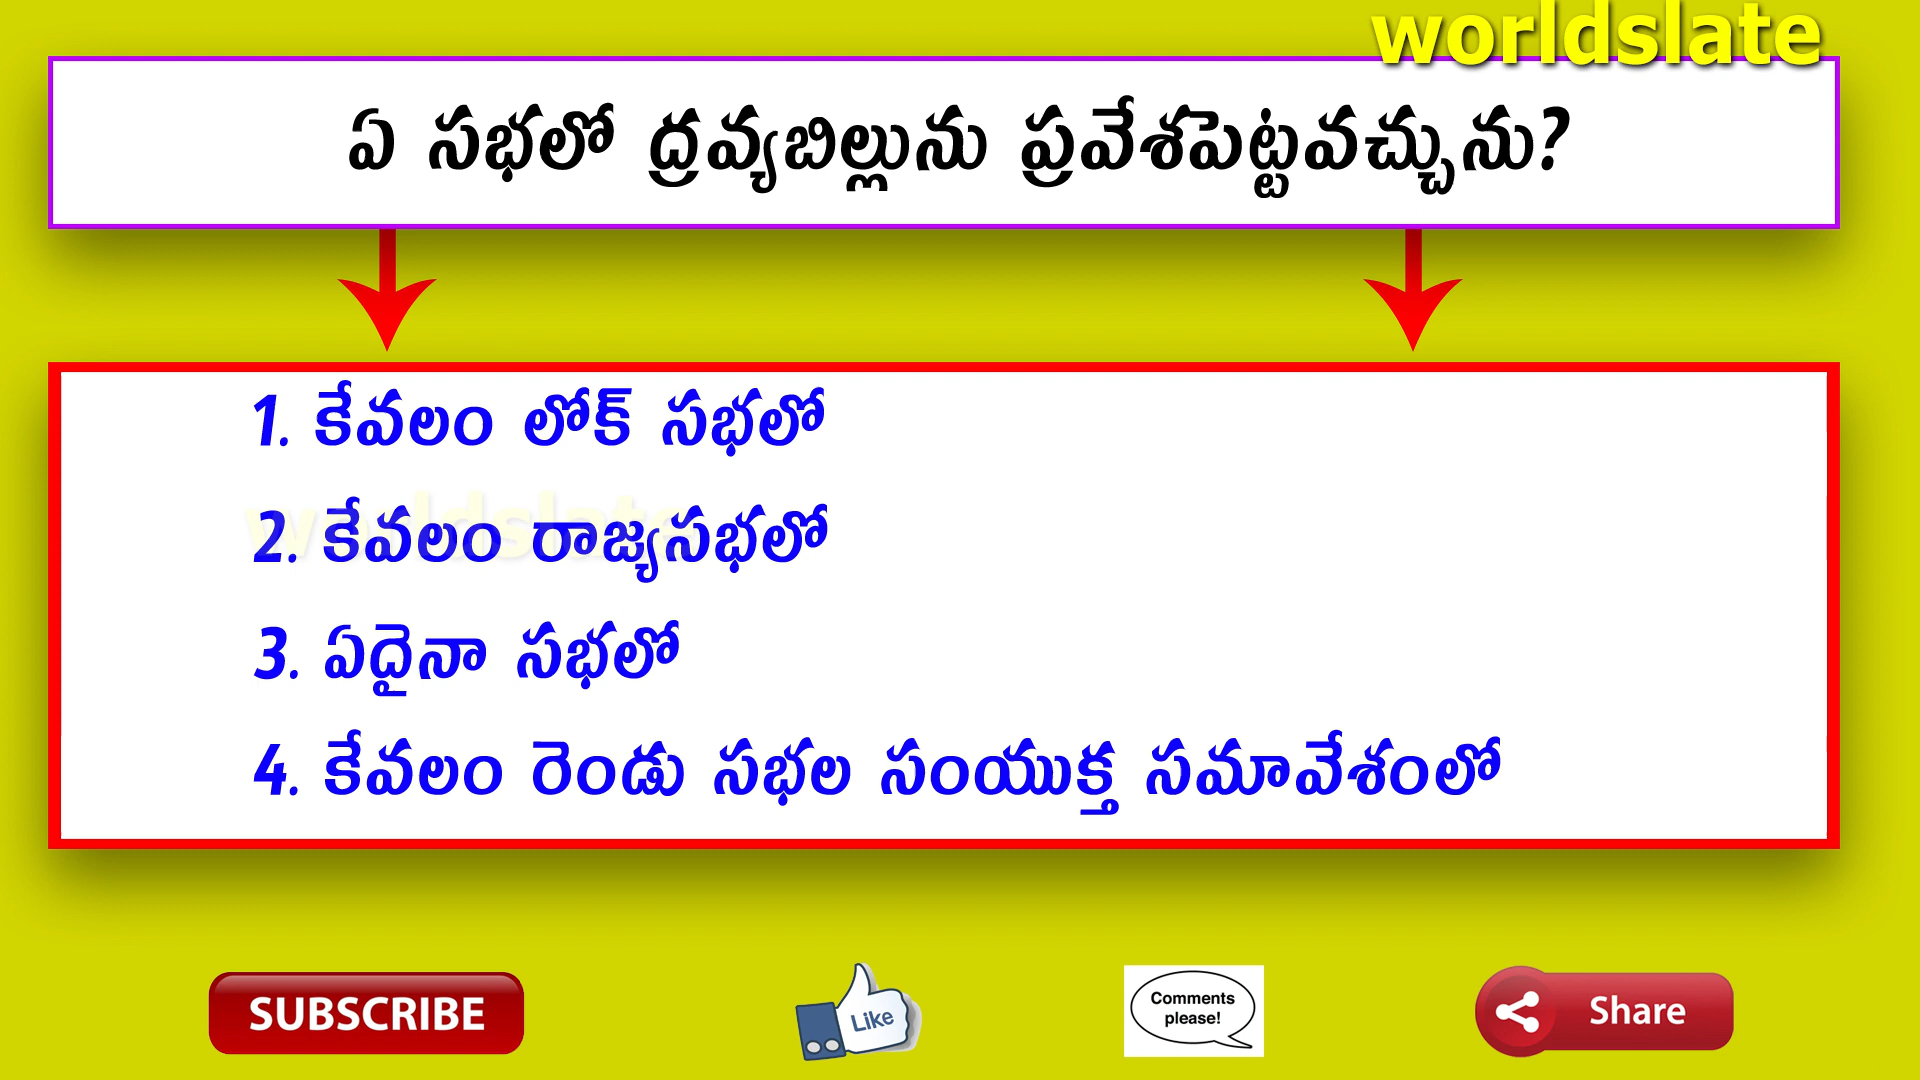 worldslate
ఏ సభలో ద్రవ్యబిల్లును ప్రవేశపెట్టవచ్చును?
1. కేవలం లోక్ సభలో
2. కేవలం రాజ్యసభలో
worldslate
3. ఏదైనా సభలో
4. కేవలం రెండు సభల సంయుక్త సమావేశంలో
SUBSCRIBE
Like
Comments
please!
Share